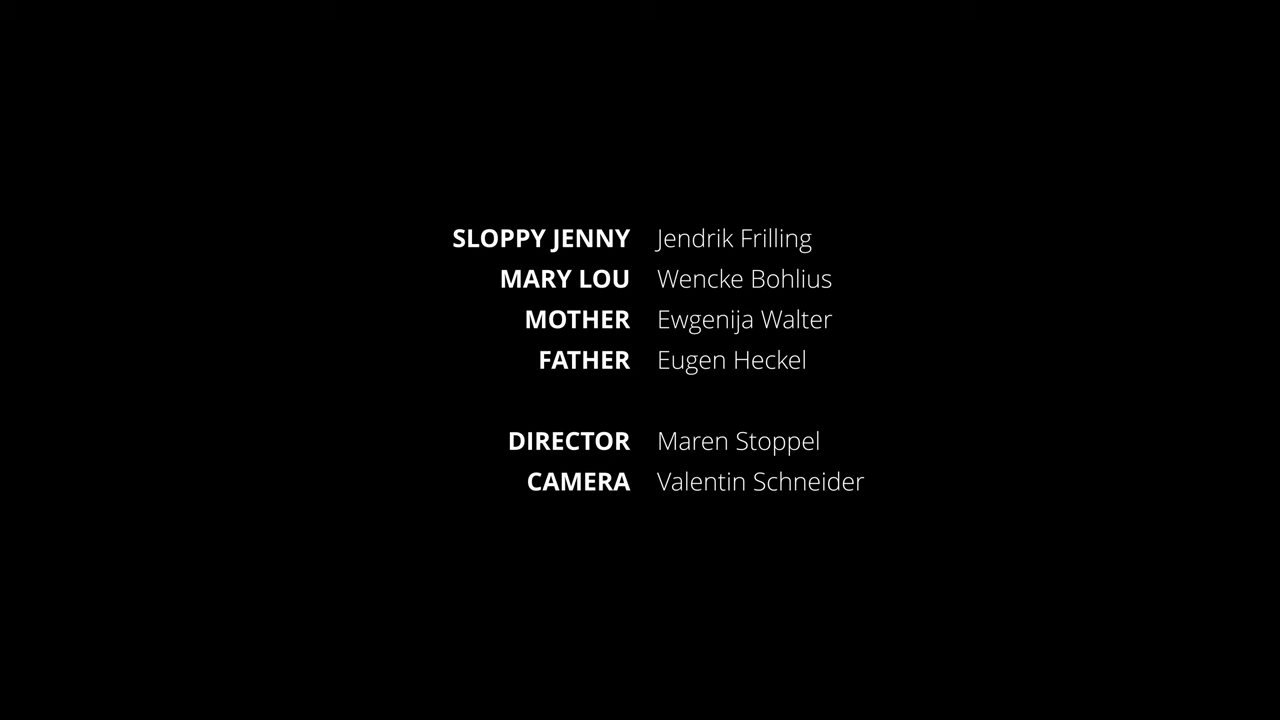 SLOPPY JENNY Jendrik Frilling
MARY LOU Wencke Bohlius
MOTHER Ewgenija Walter
FATHER Eugen Heckel
DIRECTOR Maren Stoppel
CAMERA Valentin Schneider